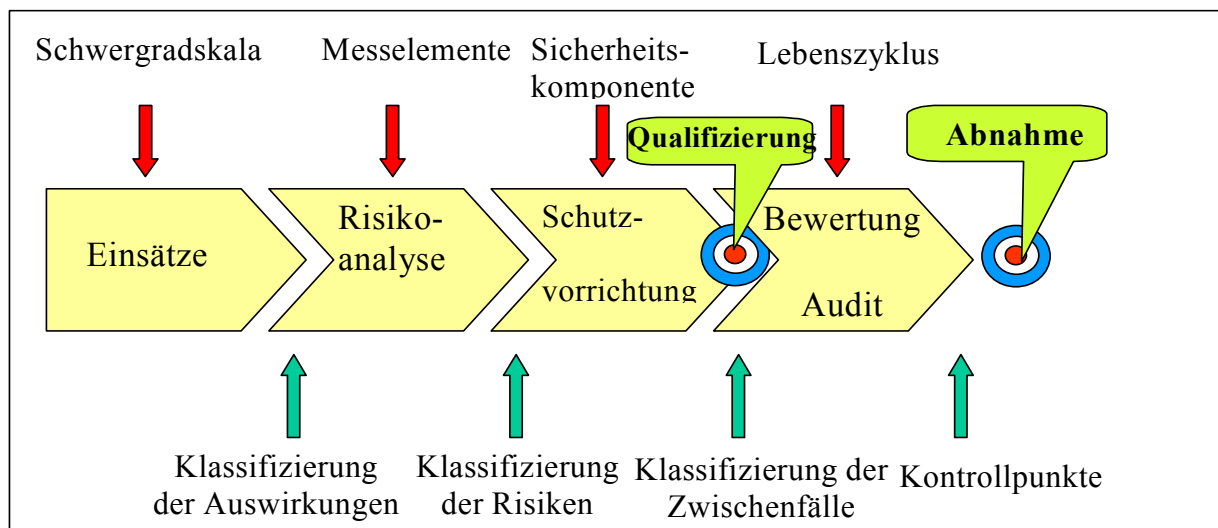 Schwergradskala
Messelemente
Sicherheits-
komponente
Lebenszyklus
Qualifizierung
Abnahme
Einsätze
Risiko-
analyse
Schutz-
vorrichtung
Bewertung
Audit
Klassifizierung
der Auswirkungen
Klassifizierung
der Risiken
Klassifizierung der
Zwischenfälle
Kontrollpunkte